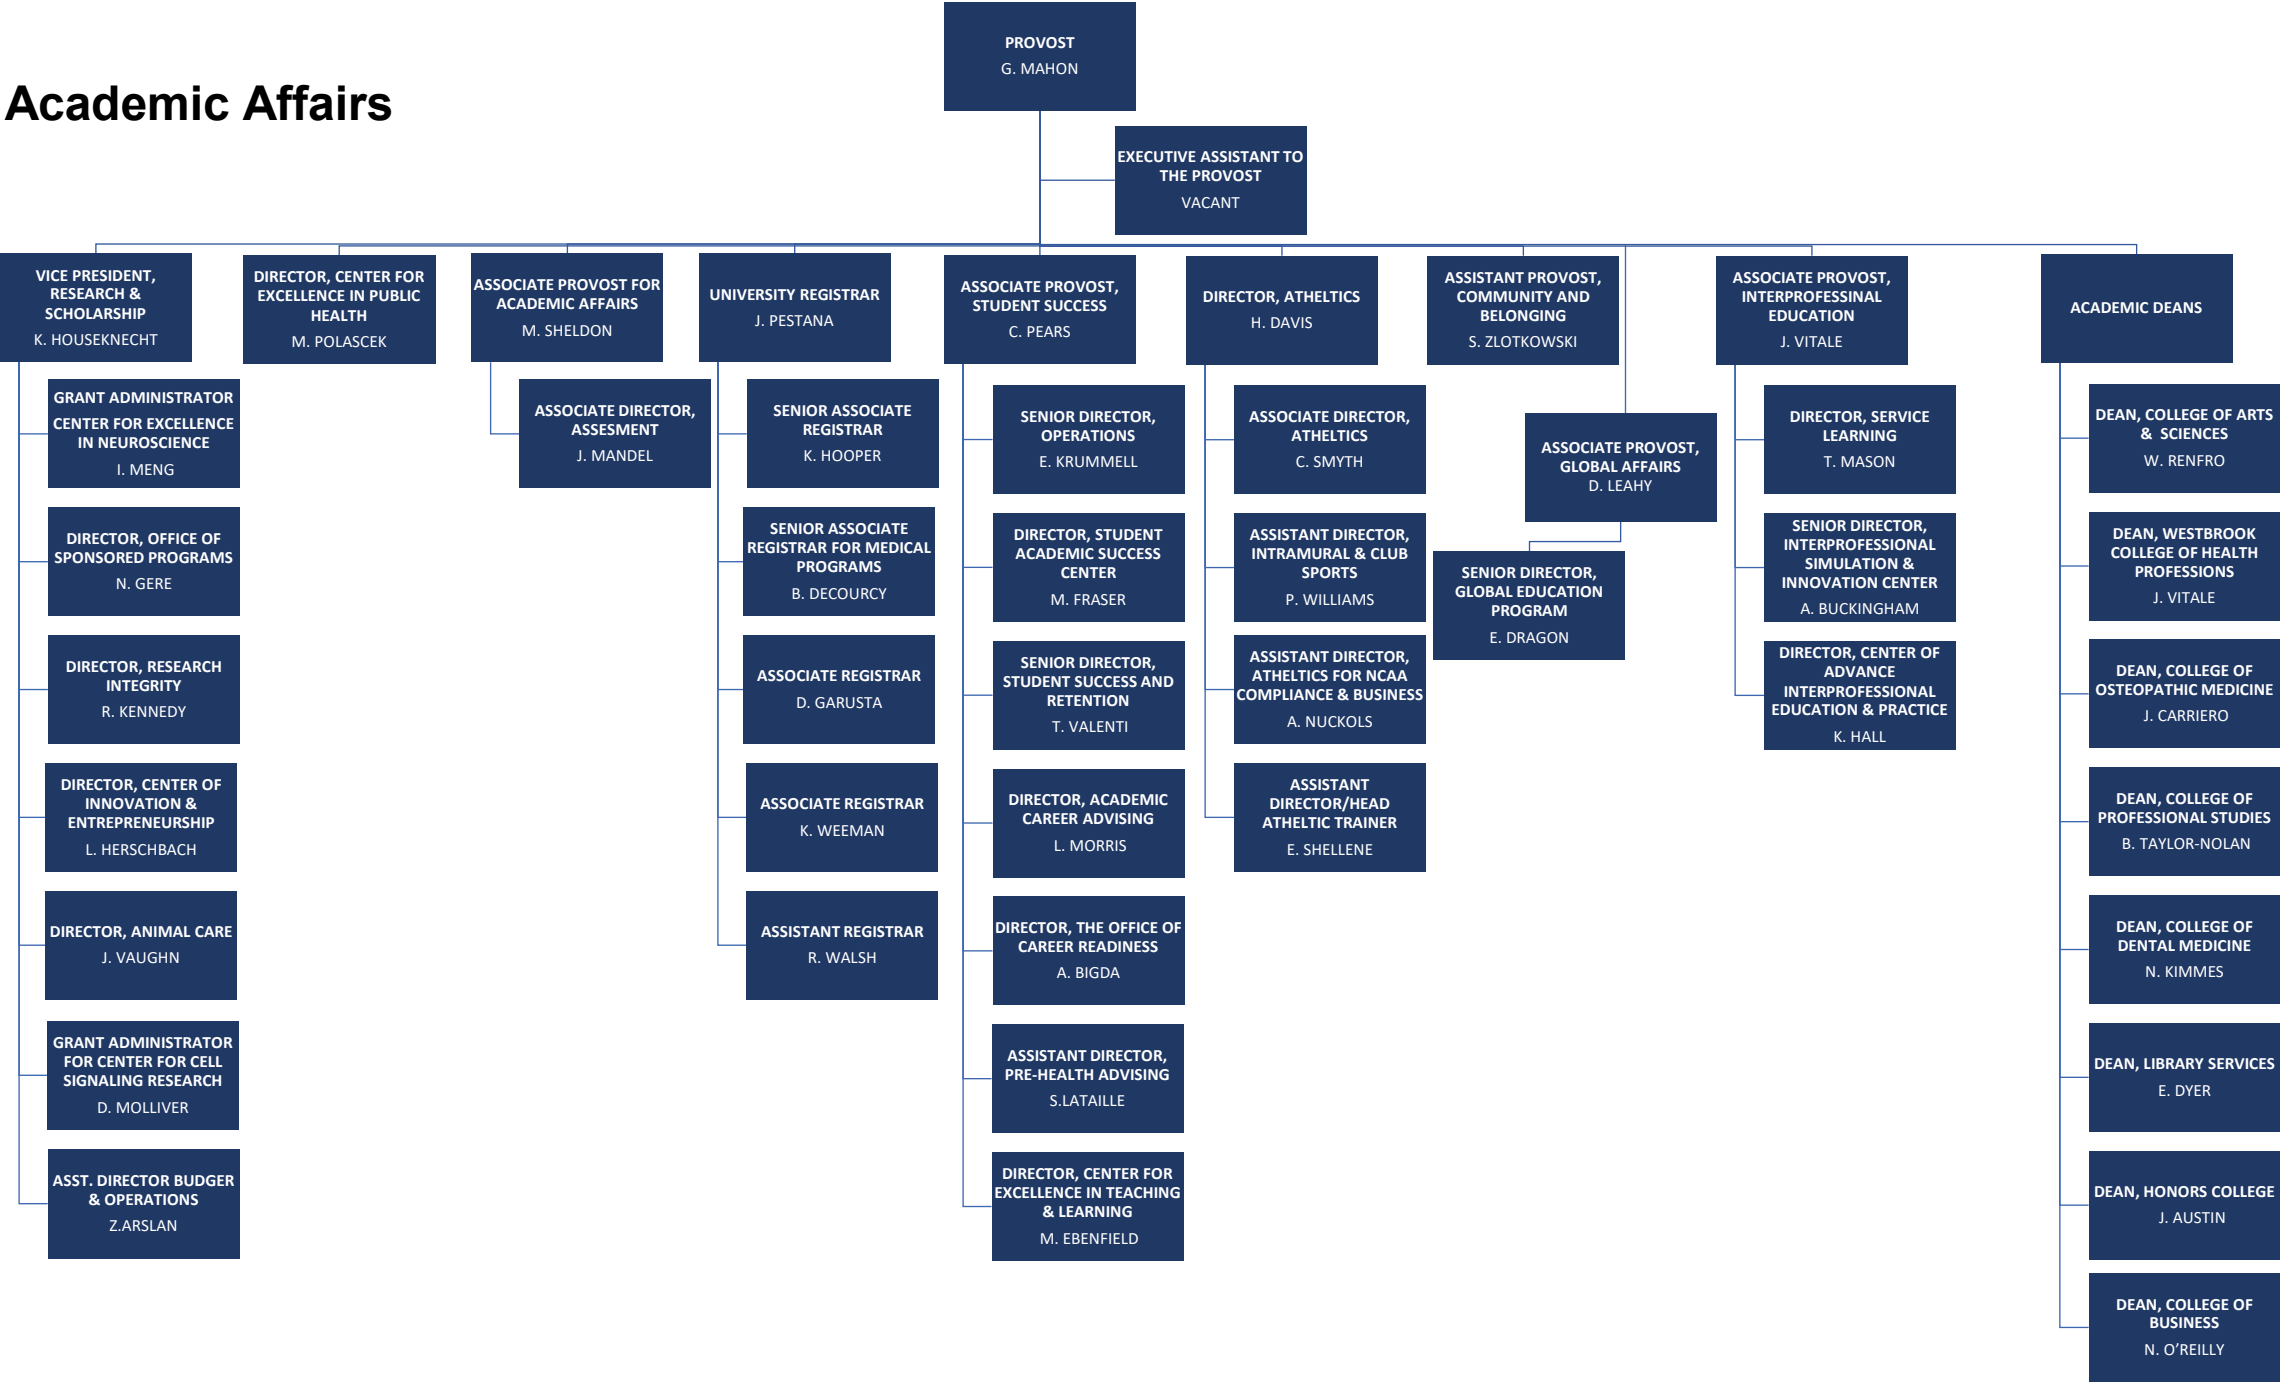 Academic Affairs
PROVOST
G. MAHON
EXECUTIVE ASSISTANT TO
THE PROVOST
VACANT
VICE PRESIDENT,
RESEARCH &
SCHOLARSHIP
K. HOUSEKNECHT
GRANT ADMINISTRATOR
CENTER FOR EXCELLENCE
IN NEUROSCIENCE
I. MENG
DIRECTOR, OFFICE OF
SPONSORED PROGRAMS
N. GERE
DIRECTOR, RESEARCH
INTEGRITY
R. KENNEDY
DIRECTOR, CENTER OF
INNOVATION &
ENTREPRENEURSHIP
L. HERSCHBACH
DIRECTOR, ANIMAL CARE
J. VAUGHN
GRANT ADMINISTRATOR
FOR CENTER FOR CELL
SIGNALING RESEARCH
D. MOLLIVER
ASST. DIRECTOR BUDGER
& OPERATIONS
Z.ARSLAN
DIRECTOR, CENTER FOR
EXCELLENCE IN PUBLIC
HEALTH
M. POLASCEK
ASSOCIATE PROVOST FOR
ACADEMIC AFFAIRS
M. SHELDON
ASSOCIATE DIRECTOR,
ASSESMENT
J. MANDEL
UNIVERSITY REGISTRAR
J. PESTANA
SENIOR ASSOCIATE
REGISTRAR
K. HOOPER
SENIOR ASSOCIATE
REGISTRAR FOR MEDICAL
PROGRAMS
B. DECOURCY
ASSOCIATE REGISTRAR
D. GARUSTA
ASSOCIATE REGISTRAR
K. WEEMAN
ASSISTANT REGISTRAR
R. WALSH
ASSOCIATE PROVOST,
STUDENT SUCCESS
C. PEARS
SENIOR DIRECTOR,
OPERATIONS
E. KRUMMELL
DIRECTOR, STUDENT
ACADEMIC SUCCESS
CENTER
M. FRASER
SENIOR DIRECTOR,
STUDENT SUCCESS AND
RETENTION
T. VALENTI
DIRECTOR, ACADEMIC
CAREER ADVISING
L. MORRIS
DIRECTOR, THE OFFICE OF
CAREER READINESS
A. BIGDA
ASSISTANT DIRECTOR,
PRE-HEALTH ADVISING
S.LATAILLE
DIRECTOR, CENTER FOR
EXCELLENCE IN TEACHING
& LEARNING
M. EBENFIELD
DIRECTOR, ATHELTICS
H. DAVIS
ASSOCIATE DIRECTOR,
ATHELTICS
C. SMYTH
ASSISTANT DIRECTOR,
INTRAMURAL & CLUB
SPORTS
P. WILLIAMS
ASSISTANT DIRECTOR,
ATHELTICS FOR NCAA
COMPLIANCE & BUSINESS
A. NUCKOLS
ASSISTANT
DIRECTOR/HEAD
ATHELTIC TRAINER
E. SHELLENE
ASSISTANT PROVOST,
COMMUNITY AND
BELONGING
S. ZLOTKOWSKI
ASSOCIATE PROVOST,
GLOBAL AFFAIRS
D. LEAHY
SENIOR DIRECTOR,
GLOBAL EDUCATION
PROGRAM
E. DRAGON
ASSOCIATE PROVOST,
INTERPROFESSINAL
EDUCATION
J. VITALE
DIRECTOR, SERVICE
LEARNING
T. MASON
SENIOR DIRECTOR,
INTERPROFESSIONAL
SIMULATION &
INNOVATION CENTER
A. BUCKINGHAM
DIRECTOR, CENTER OF
ADVANCE
INTERPROFESSIONAL
EDUCATION & PRACTICE
K. HALL
ACADEMIC DEANS
DEAN, COLLEGE OF ARTS
& SCIENCES
W. RENFRO
DEAN, WESTBROOK
COLLEGE OF HEALTH
PROFESSIONS
J. VITALE
DEAN, COLLEGE OF
OSTEOPATHIC MEDICINE
J. CARRIERO
DEAN, COLLEGE OF
PROFESSIONAL STUDIES
B. TAYLOR-NOLAN
DEAN, COLLEGE OF
DENTAL MEDICINE
N. KIMMES
DEAN, LIBRARY SERVICES
E. DYER
DEAN, HONORS COLLEGE
J. AUSTIN
DEAN, COLLEGE OF
BUSINESS
N. O’REILLY